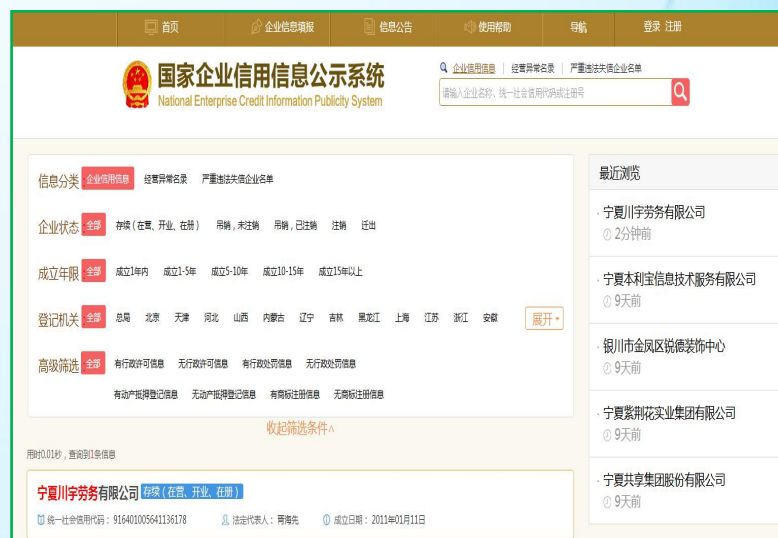 首页 企业信息填报 信息公告 使用帮助 导航 登录 注册
国家企业信用信息公示系统
National Enterprise Credit Information Publicity System
企业信用信息 经营异常名录 严重违法失信企业名单
请输入企业名称、统一社会信用代码或注册号
信息分类 企业信用信息 经营异常名录 严重违法失信企业名单
企业状态 全部 存续（在营、开业、在册） 吊销，未注销 吊销，已注销 注销 迁出
成立年限 全部 成立1年内 成立1-5年 成立5-10年 成立10-15年 成立15年以上
登记机关 全部 总局 北京 天津 河北 山西 内蒙古 辽宁 吉林 黑龙江 上海 江苏 浙江 安徽 展开
高级筛选 全部 有行政许可信息 无行政许可信息 有行政处罚信息 无行政处罚信息
有动产抵押登记信息 无动产抵押登记信息 有商标注册信息 无商标注册信息
收起筛选条件
用时0.01秒，查询到1条信息
宁夏川宇劳务有限公司 存续（在营、开业、在册）
统一社会信用代码：916401005641136178 法定代表人：胥海先 成立日期：2011年01月11日
最近浏览
宁夏川宇劳务有限公司
2分钟前
宁夏本利宝信息技术服务有限公司
9天前
银川市金凤区锐德装饰中心
9天前
宁夏紫荆花实业集团有限公司
9天前
宁夏共享集团股份有限公司
9天前